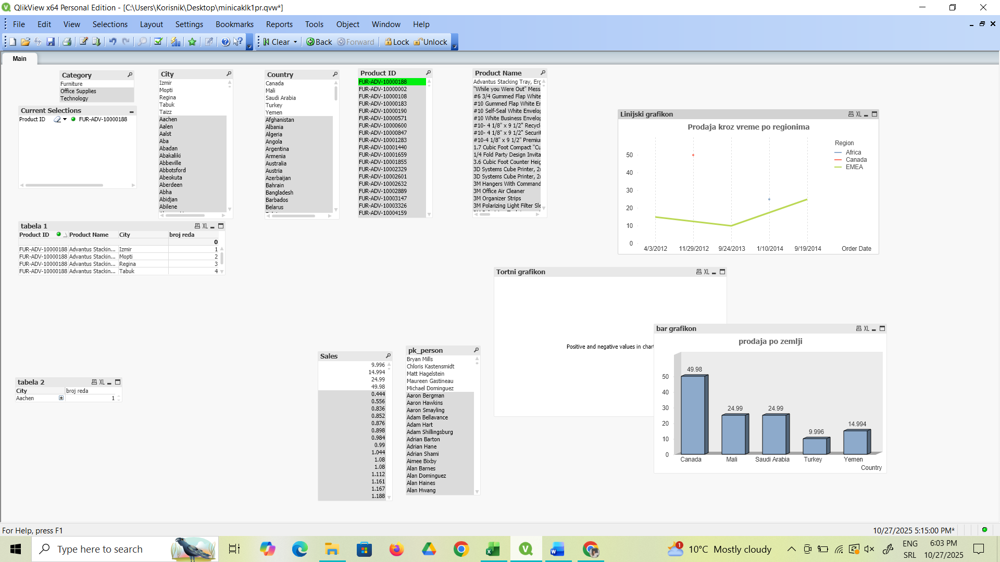 QlikView x64 Personal Edition - [C:\Users\Korisnik\Desktop\minicaklk1pr.qvw*]
File Edit View Selections Layout Settings Bookmarks Reports Tools Object Window Help
Clear Back Forward Lock Unlock
Main
Category
Furniture
Office Supplies
Technology
Current Selections
Product ID FUR-ADV-10000188
City
Izmir
Mopti
Regina
Tabuk
Taizz
Aachen
Aalen
Aalst
Aba
Abadan
Abakaliki
Abbeville
Abbotsford
Abeokuta
Aberdeen
Abha
Abidjan
Abilene
Country
Canada
Mali
Saudi Arabia
Turkey
Yemen
Afghanistan
Albania
Algeria
Angola
Argentina
Armenia
Australia
Austria
Azerbaijan
Bahrain
Bangladesh
Barbados
Belarus
Product ID
FUR-ADV-10000188
FUR-ADV-10000002
FUR-ADV-10000108
FUR-ADV-10000183
FUR-ADV-10000190
FUR-ADV-10000571
FUR-ADV-10000600
FUR-ADV-10000847
FUR-ADV-10001283
FUR-ADV-10001440
FUR-ADV-10001659
FUR-ADV-10001855
FUR-ADV-10002329
FUR-ADV-10002601
FUR-ADV-10002632
FUR-ADV-10002889
FUR-ADV-10003147
FUR-ADV-10003326
FUR-ADV-10004159
Product Name
Advantus Stacking Tray, Erg
"While you Were Out" Mess
#6 3/4 Gummed Flap White
#10 Gummed Flap White Er
#10 Self-Seal White Envelop
#10 White Business Envelop
#10- 4 1/8" x 9 1/2" Recycl
#10- 4 1/8" x 9 1/2" Securit
#10-4 1/8" x 9 1/2" Premiu
1.7 Cubic Foot Compact "Cu
1/4 Fold Party Design Invita
3.6 Cubic Foot Counter Heig
3D Systems Cube Printer, 2
3D Systems Cube Printer, 2
3M Hangers With Command
3M Office Air Cleaner
3M Organizer Strips
3M Polarizing Light Filter Sle
Linijski grafikon XL
Prodaja kroz vreme po regionima
Region
Africa
Canada
EMEA
50
40
30
20
10
0
4/3/2012 11/29/2012 9/24/2013 1/10/2014 9/19/2014 Order Date
tabela 1 XL
Product ID Product Name City broj reda
0
FUR-ADV-10000188 Advantus Stackin... Izmir 1
FUR-ADV-10000188 Advantus Stackin... Mopti 2
FUR-ADV-10000188 Advantus Stackin... Regina 3
FUR-ADV-10000188 Advantus Stackin... Tabuk 4
Tortni grafikon XL
Positive and negative values in chart
bar grafikon XL
prodaja po zemlji
49.98
24.99
24.99
9.996
14.994
50
40
30
20
10
0
Canada Mali Saudi Arabia Turkey Yemen
Country
Sales
9.996
14.994
24.99
49.98
0.444
0.556
0.836
0.852
0.876
0.898
0.984
0.99
1.044
1.08
1.08
1.112
1.161
1.167
1.188
pk_person
Bryan Mills
Chloris Kastensmidt
Matt Hagelstein
Maureen Gastineau
Michael Dominguez
Aaron Bergman
Aaron Hawkins
Aaron Smayling
Adam Bellavance
Adam Hart
Adam Shillingsburg
Adrian Barton
Adrian Hane
Adrian Shami
Aimee Bixby
Alan Barnes
Alan Dominguez
Alan Haines
Alan Hwang
tabela 2 XL
City broj reda
Aachen 1
For Help, press F1
10/27/2025 5:15:00 PM*
Type here to search
10°C Mostly cloudy
ENG
SRL
6:03 PM
10/27/2025